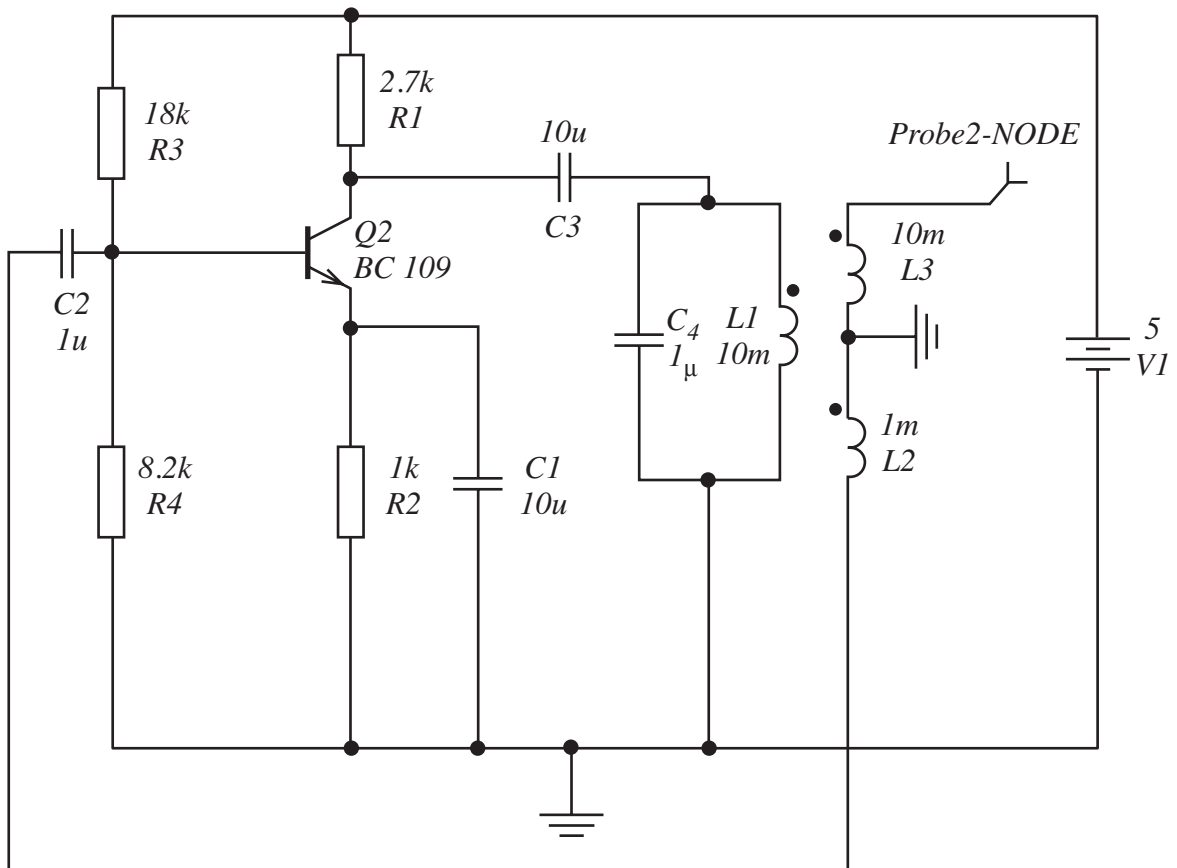 2.7k
R1
18k
R3
10u
C3
Probe2-NODE
Q2
BC 109
C2
1u
C4
1μ
L1
10m
10m
L3
5
V1
1m
L2
8.2k
R4
1k
R2
C1
10u